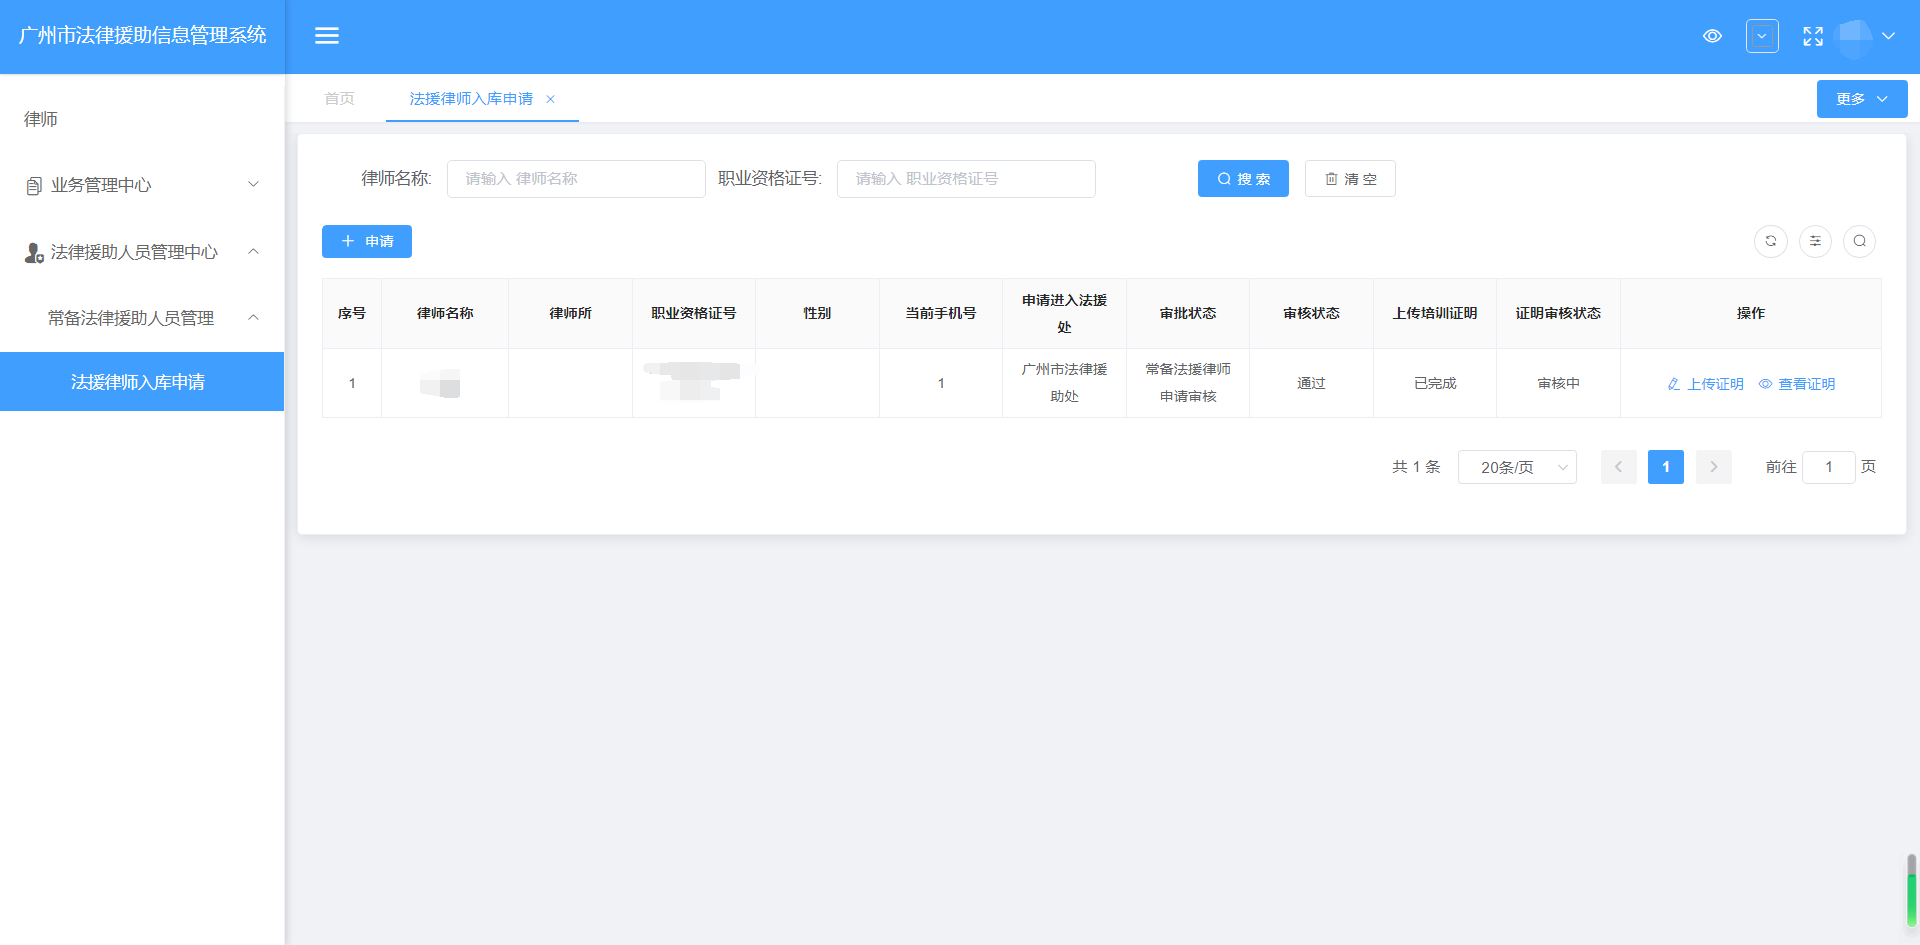 广州市法律援助信息管理系统
律师
业务管理中心
法律援助人员管理中心
常备法律援助人员管理
法援律师入库申请
首页
法援律师入库申请
更多
律师名称:
请输入 律师名称
职业资格证号:
请输入 职业资格证号
搜 索
清 空
申请
序号
律师名称
律师所
职业资格证号
性别
当前手机号
申请进入法援
处
审批状态
审核状态
上传培训证明
证明审核状态
操作
1
1
广州市法律援
助处
常备法援律师
申请审核
通过
已完成
审核中
上传证明
查看证明
共 1 条
20条/页
1
前往
1
页